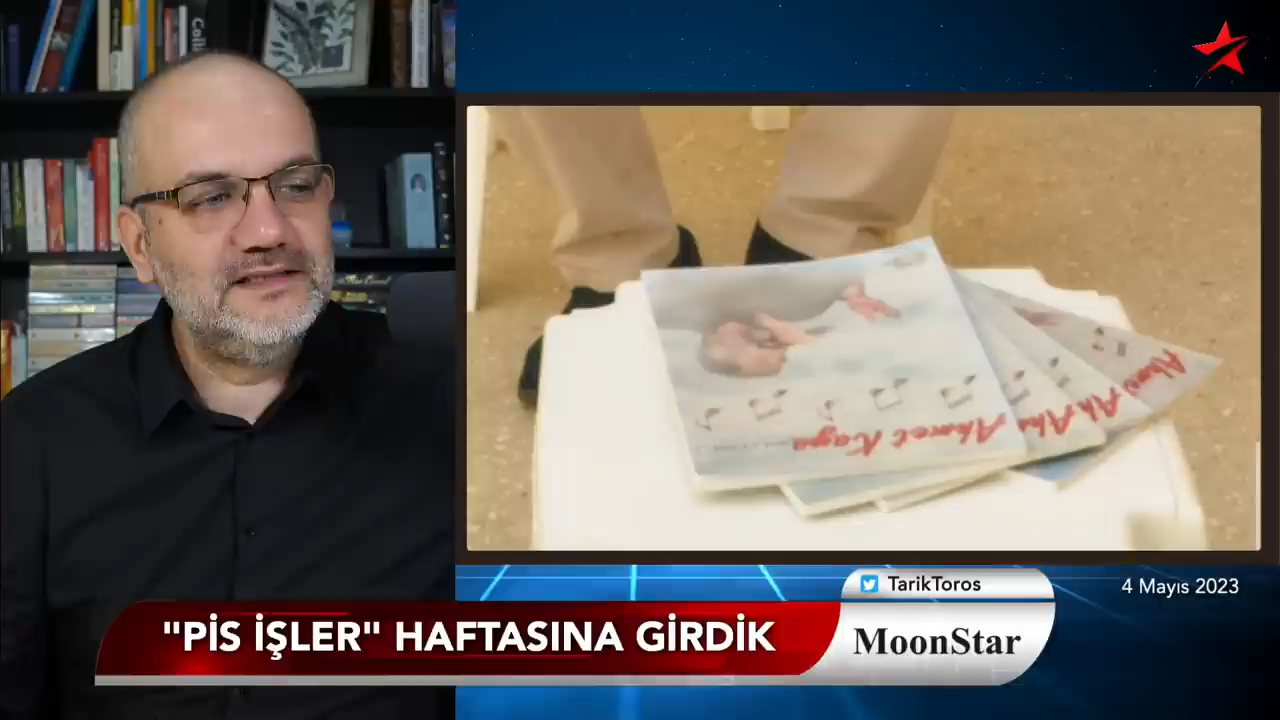 Ahmet Kaya
TarikToros
4 Mayıs 2023
"PİS İŞLER" HAFTASINA GİRDİK
MoonStar